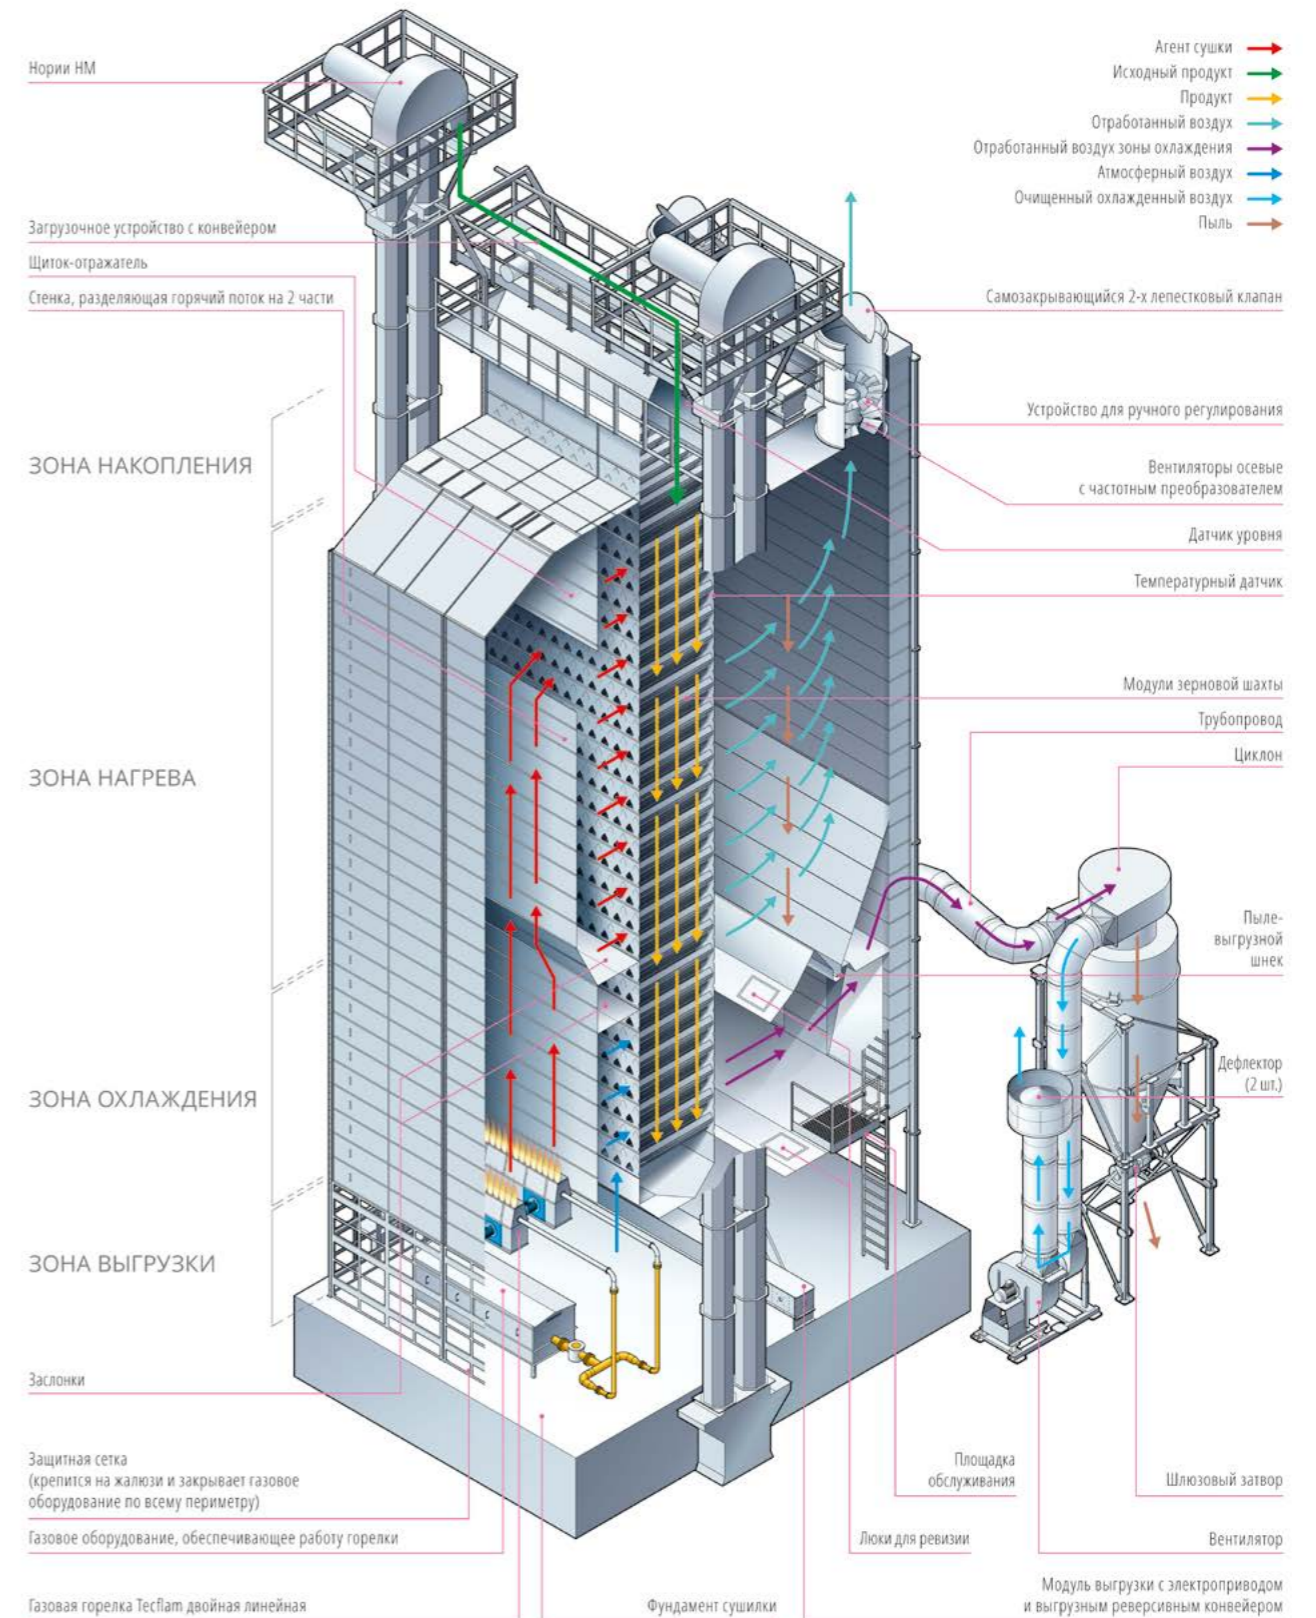 Нории НМ
Загрузочное устройство с конвейером
Щиток-отражатель
Стенка, разделяющая горячий поток на 2 части
ЗОНА НАКОПЛЕНИЯ
ЗОНА НАГРЕВА
ЗОНА ОХЛАЖДЕНИЯ
ЗОНА ВЫГРУЗКИ
Заслонки
Защитная сетка
(крепится на жалюзи и закрывает газовое
оборудование по всему периметру)
Газовое оборудование, обеспечивающее работу горелки
Газовая горелка Tecflam двойная линейная
Агент сушки
Исходный продукт
Продукт
Отработанный воздух
Отработанный воздух зоны охлаждения
Атмосферный воздух
Очищенный охлажденный воздух
Пыль
Самозакрывающийся 2-х лепестковый клапан
Устройство для ручного регулирования
Вентиляторы осевые
с частотным преобразователем
Датчик уровня
Температурный датчик
Модули зерновой шахты
Трубопровод
Циклон
Пыле-
выгрузной
шнек
Дефлектор
(2 шт.)
Площадка
обслуживания
Шлюзовый затвор
Люки для ревизии
Вентилятор
Фундамент сушилки
Модуль выгрузки с электроприводом
и выгрузным реверсивным конвейером